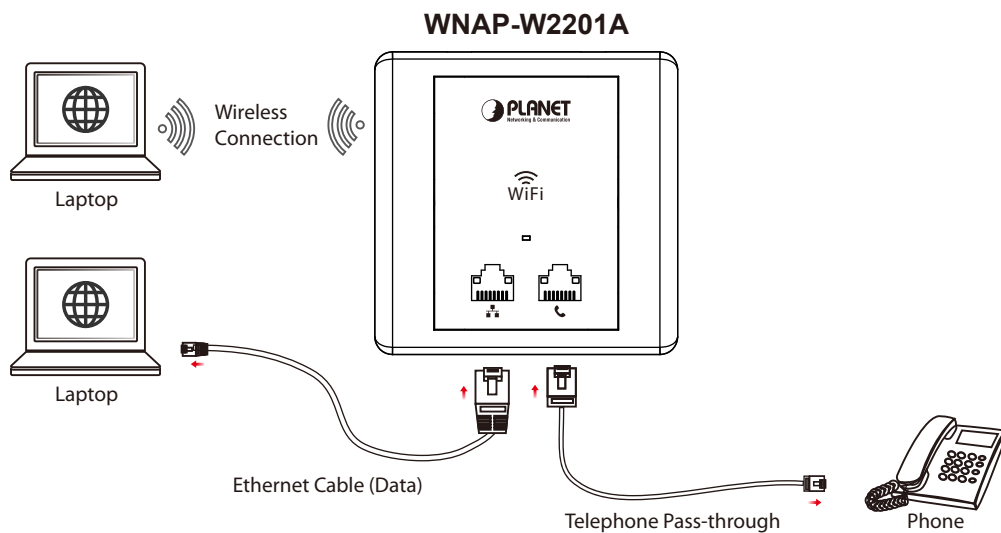 WNAP-W2201A
PLANET
Networking & Communication
Wireless
Connection
WiFi
Laptop
Laptop
Ethernet Cable (Data)
Telephone Pass-through
Phone